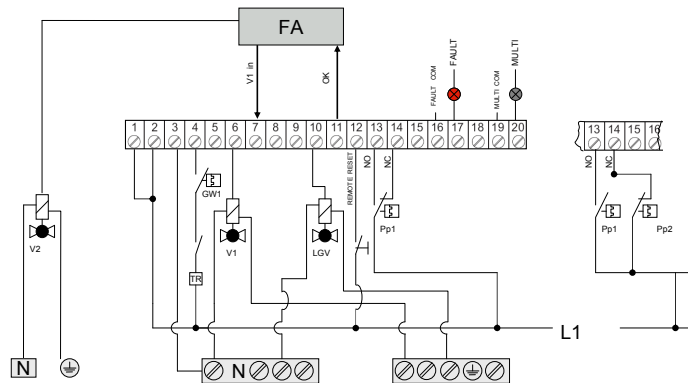 FA
V1 in
OK
FAULT COM
FAULT
MULTI COM
MULTI
1 2 3 4 5 6 7 8 9 10 11 12 13 14 15 16 17 18 19 20
13 14 15 16
REMOTE RESET
NO
NC
NO
NC
GW1
Pp1
Pp1
Pp2
V2
V1
LGV
TR
L1
N
N